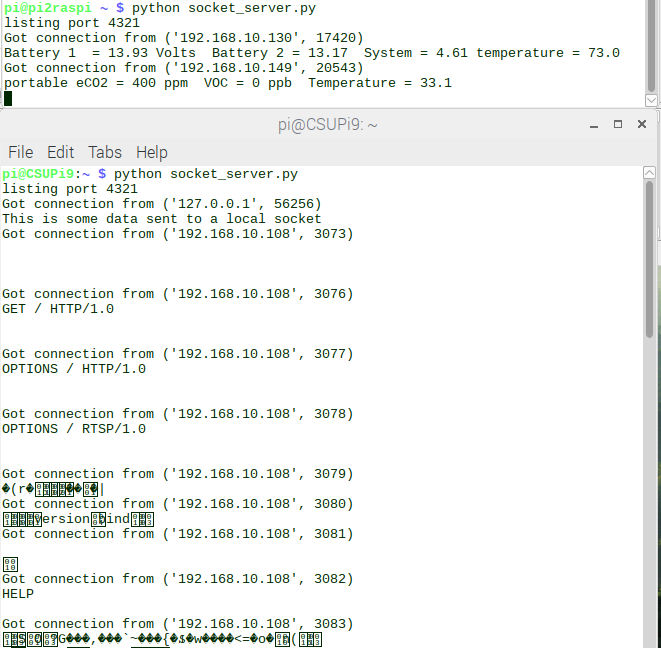 pi@pi2raspi ~ $ python socket_server.py
listing port 4321
Got connection from ('192.168.10.130', 17420)
Battery 1  = 13.93 Volts  Battery 2 = 13.17  System = 4.61 temperature = 73.0
Got connection from ('192.168.10.149', 20543)
portable eCO2 = 400 ppm  VOC = 0 ppb  Temperature = 33.1
pi@CSUPi9: ~
File Edit Tabs Help
pi@CSUPi9:~ $ python socket_server.py
listing port 4321
Got connection from ('127.0.0.1', 56256)
This is some data sent to a local socket
Got connection from ('192.168.10.108', 3073)
Got connection from ('192.168.10.108', 3076)
GET / HTTP/1.0
Got connection from ('192.168.10.108', 3077)
OPTIONS / HTTP/1.0
Got connection from ('192.168.10.108', 3078)
OPTIONS / RTSP/1.0
Got connection from ('192.168.10.108', 3079)
Got connection from ('192.168.10.108', 3080)
version bind
Got connection from ('192.168.10.108', 3081)
Got connection from ('192.168.10.108', 3082)
HELP
Got connection from ('192.168.10.108', 3083)